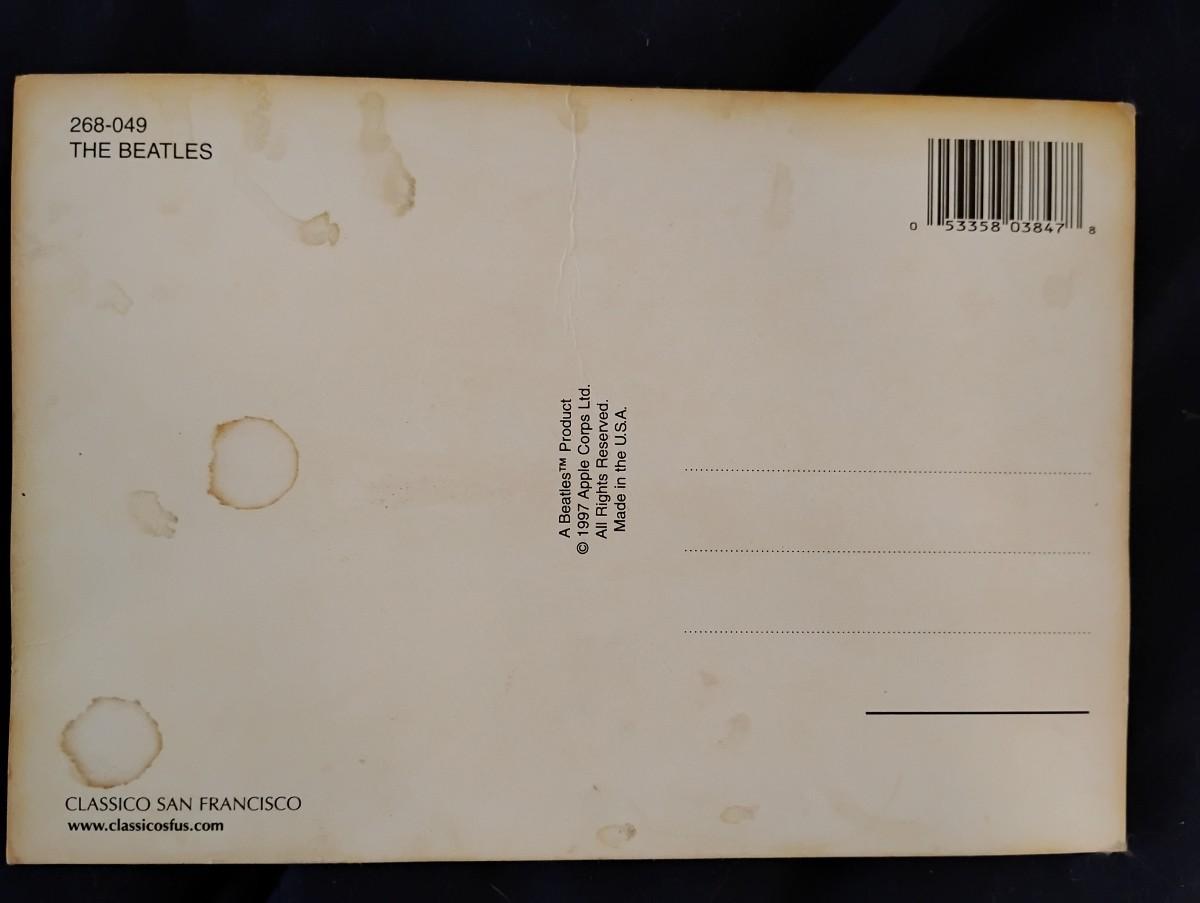 268-049
THE BEATLES
0 53358 03847 8
A Beatles™ Product
© 1997 Apple Corps Ltd.
All Rights Reserved.
Made in the U.S.A.
CLASSICO SAN FRANCISCO
www.classicosfus.com